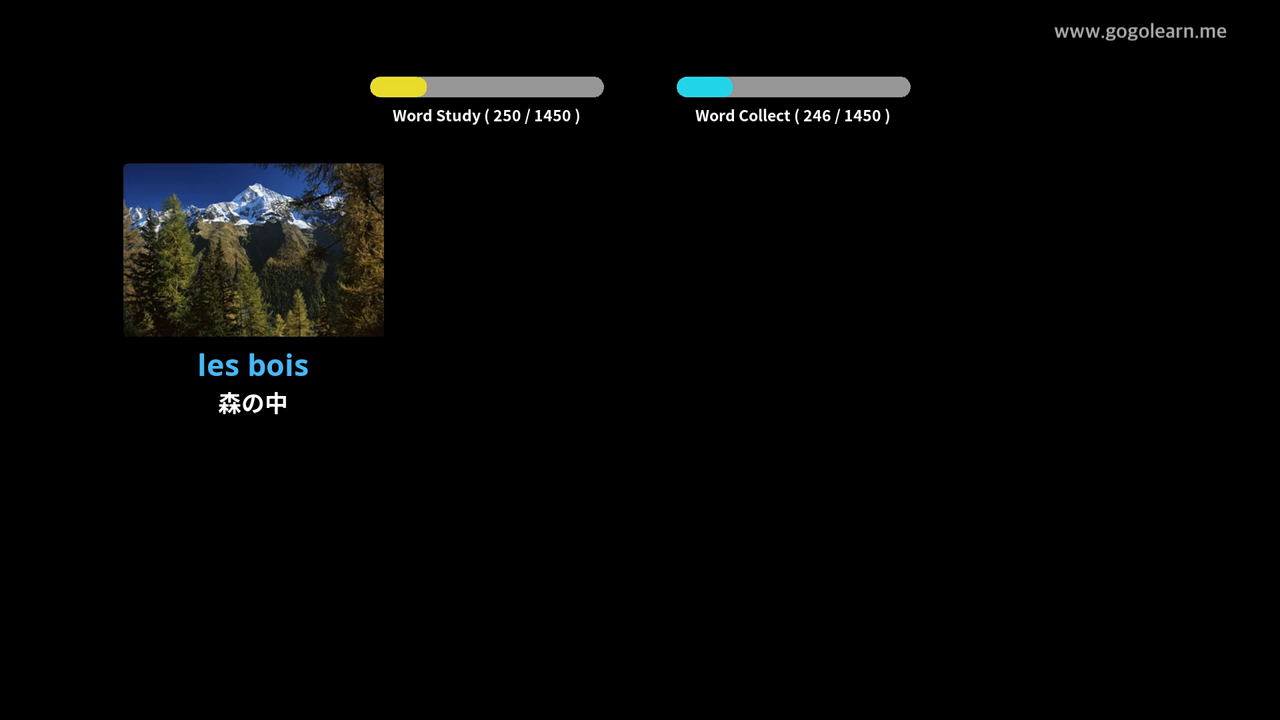 www.gogolearn.me
Word Study ( 250 / 1450 )
Word Collect ( 246 / 1450 )
les bois
森の中